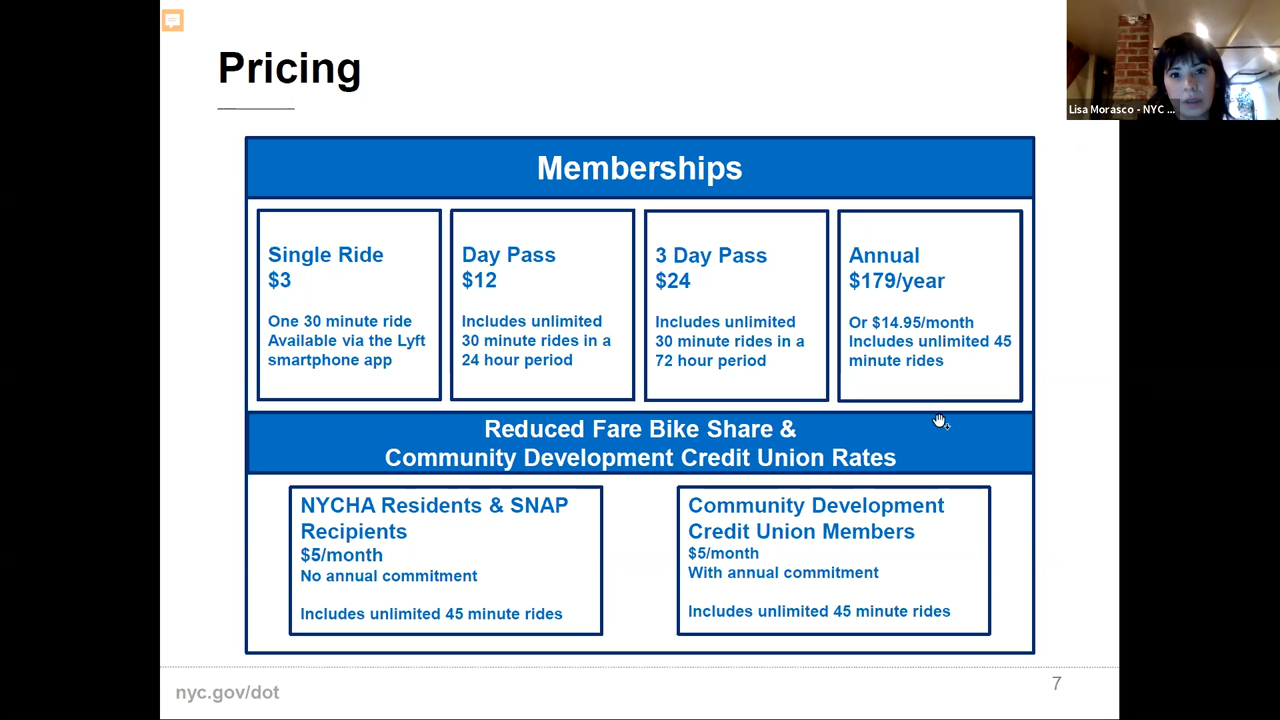 Pricing
Lisa Morasco - NYC ...
Memberships
Single Ride
$3
One 30 minute ride
Available via the Lyft
smartphone app
Day Pass
$12
Includes unlimited
30 minute rides in a
24 hour period
3 Day Pass
$24
Includes unlimited
30 minute rides in a
72 hour period
Annual
$179/year
Or $14.95/month
Includes unlimited 45
minute rides
Reduced Fare Bike Share &
Community Development Credit Union Rates
NYCHA Residents & SNAP
Recipients
$5/month
No annual commitment
Includes unlimited 45 minute rides
Community Development
Credit Union Members
$5/month
With annual commitment
Includes unlimited 45 minute rides
nyc.gov/dot
7